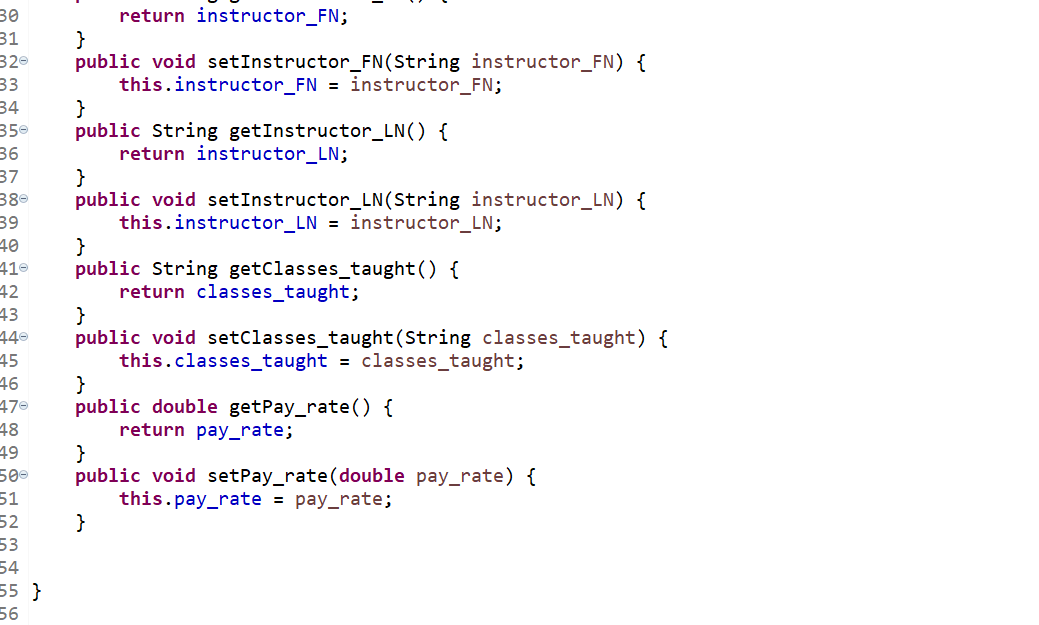 30 return instructor_FN;
31 }
32 public void setInstructor_FN(String instructor_FN) {
33 this.instructor_FN = instructor_FN;
34 }
35 public String getInstructor_LN() {
36 return instructor_LN;
37 }
38 public void setInstructor_LN(String instructor_LN) {
39 this.instructor_LN = instructor_LN;
40 }
41 public String getClasses_taught() {
42 return classes_taught;
43 }
44 public void setClasses_taught(String classes_taught) {
45 this.classes_taught = classes_taught;
46 }
47 public double getPay_rate() {
48 return pay_rate;
49 }
50 public void setPay_rate(double pay_rate) {
51 this.pay_rate = pay_rate;
52 }
53
54
55 }
56